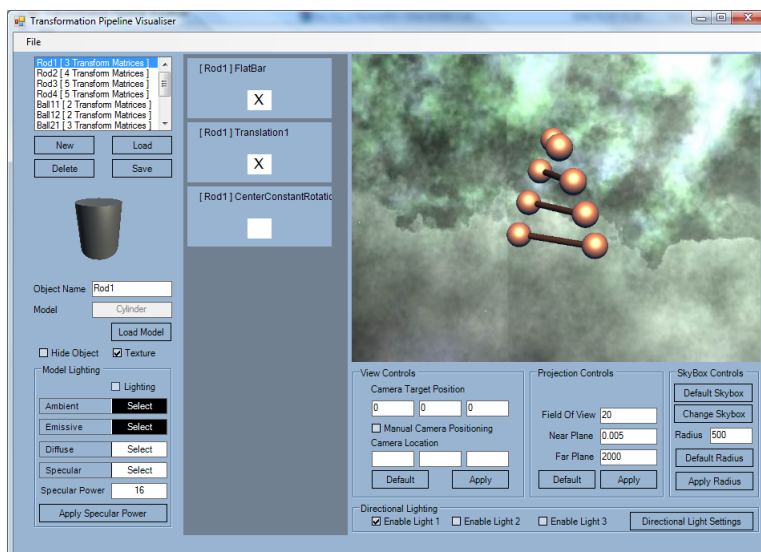 Transformation Pipeline Visualiser
File
Rod1 [ 3 Transform Matrices ]
Rod2 [ 4 Transform Matrices ]
Rod3 [ 5 Transform Matrices ]
Rod4 [ 5 Transform Matrices ]
Ball11 [ 2 Transform Matrices ]
Ball12 [ 2 Transform Matrices ]
Ball21 [ 3 Transform Matrices ]
New Load
Delete Save
Object Name Rod1
Model Cylinder
Load Model
Hide Object Texture
Model Lighting
Lighting
Ambient Select
Emissive Select
Diffuse Select
Specular Select
Specular Power 16
Apply Specular Power
[ Rod1 ] FlatBar
X
[ Rod1 ] Translation1
X
[ Rod1 ] CenterConstantRotatio
View Controls
Camera Target Position
0 0 0
Manual Camera Positioning
Camera Location
Default Apply
Projection Controls
Field Of View 20
Near Plane 0.005
Far Plane 2000
Default Apply
SkyBox Controls
Default Skybox
Change Skybox
Radius 500
Default Radius
Apply Radius
Directional Lighting
Enable Light 1 Enable Light 2 Enable Light 3 Directional Light Settings